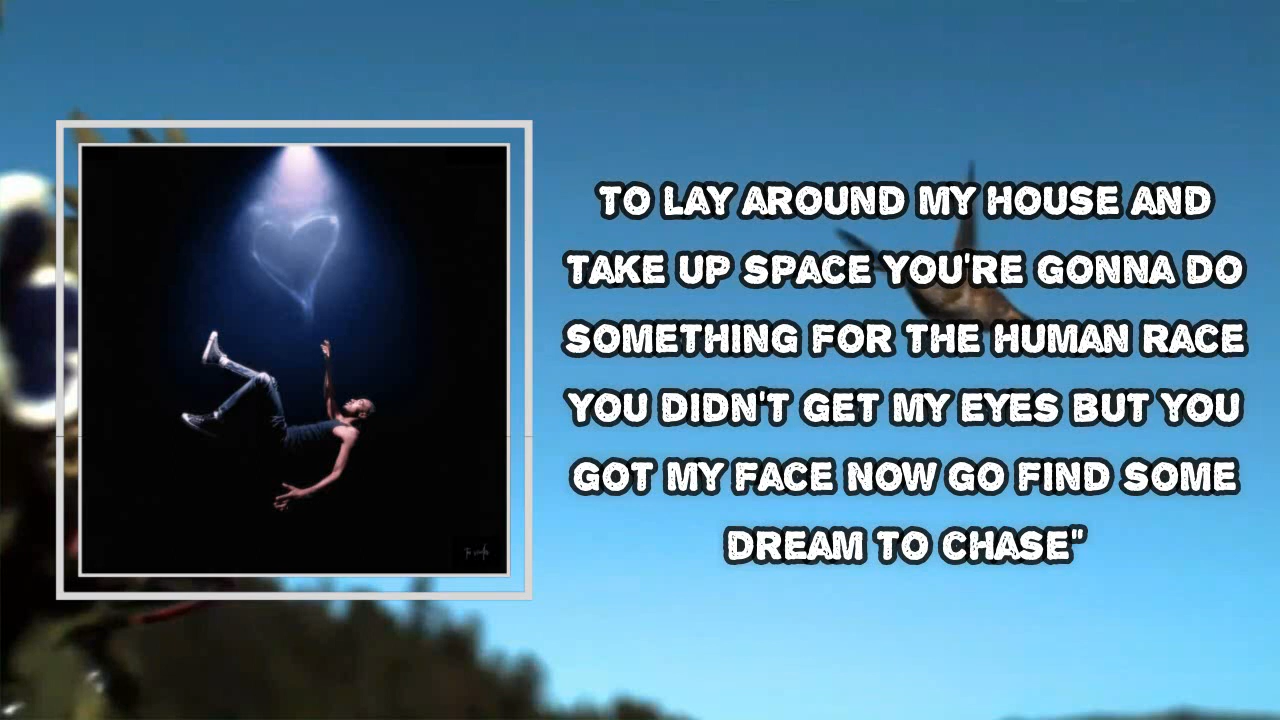 TO LAY AROUND MY HOUSE AND
TAKE UP SPACE YOU'RE GONNA DO
SOMETHING FOR THE HUMAN RACE
YOU DIDN'T GET MY EYES BUT YOU
GOT MY FACE NOW GO FIND SOME
DREAM TO CHASE"